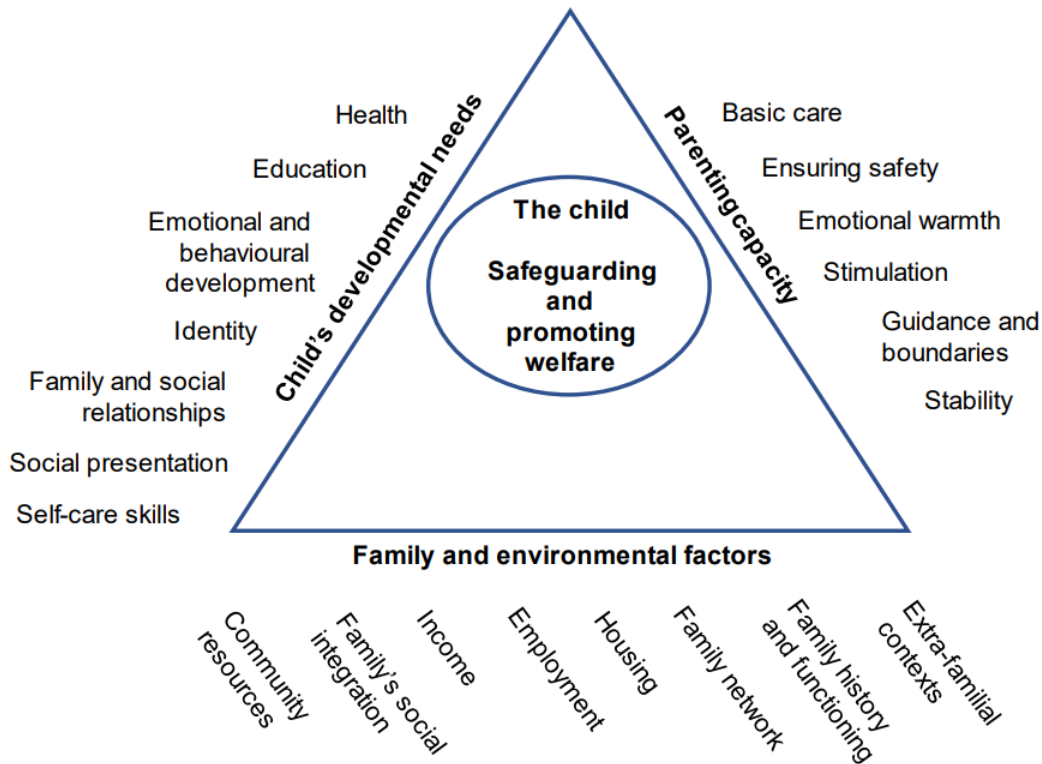 Health
Education
Emotional and
behavioural
development
Identity
Family and social
relationships
Social presentation
Self-care skills
Child's developmental needs
The child
Safeguarding
and
promoting
welfare
Parenting capacity
Basic care
Ensuring safety
Emotional warmth
Stimulation
Guidance and
boundaries
Stability
Family and environmental factors
Community
resources
Family's social
integration
Income
Employment
Housing
Family network
Family history
and functioning
Extra-familial
contexts